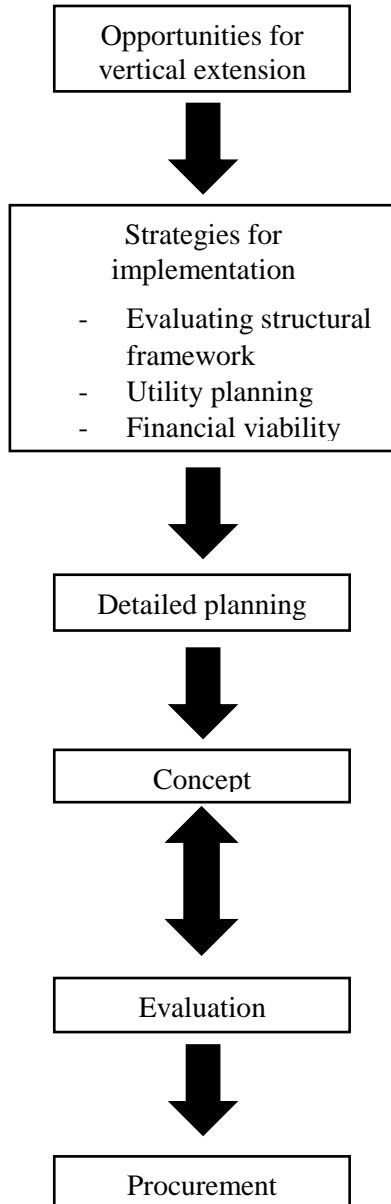 Opportunities for
vertical extension
Strategies for
implementation
- Evaluating structural
framework
- Utility planning
- Financial viability
Detailed planning
Concept
Evaluation
Procurement